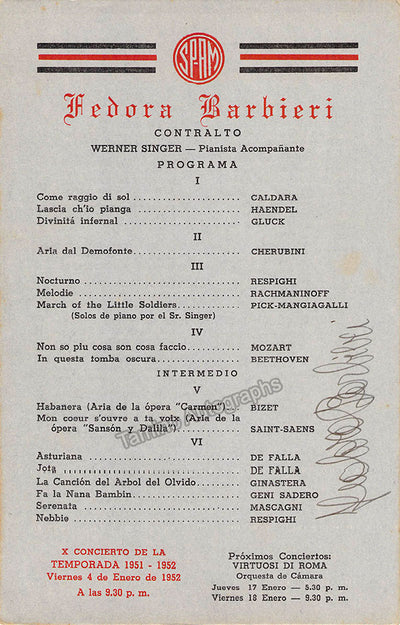 SPAM
Fedora Barbieri
CONTRALTO
WERNER SINGER — Pianista Acompañante
PROGRAMA
I
Come raggio di sol CALDARA
Lascia ch'io pianga HAENDEL
Divinitá infernal GLUCK
II
Aria dal Demofonte CHERUBINI
III
Nocturno RESPIGHI
Melodie RACHMANINOFF
March of the Little Soldiers PICK-MANGIAGALLI
(Solos de piano por el Sr. Singer)
IV
Non so piu cosa son cosa faccio MOZART
In questa tomba oscura BEETHOVEN
INTERMEDIO
V
Habanera (Aria de la ópera "Carmen") BIZET
Mon coeur s'ouvre a ta voix (Aria de la
ópera "Sansón y Dalila") SAINT-SAENS
VI
Asturiana DE FALLA
Jota DE FALLA
La Canción del Arbol del Olvido GINASTERA
Fa la Nana Bambin GENI SADERO
Serenata MASCAGNI
Nebbie RESPIGHI
Fedora Barbieri
Tamino Autographs
X CONCIERTO DE LA
TEMPORADA 1951 - 1952
Viernes 4 de Enero de 1952
A las 9.30 p. m.
Próximos Conciertos:
VIRTUOSI DI ROMA
Orquesta de Cámara
Jueves 17 Enero — 5.30 p. m.
Viernes 18 Enero — 9.30 p. m.